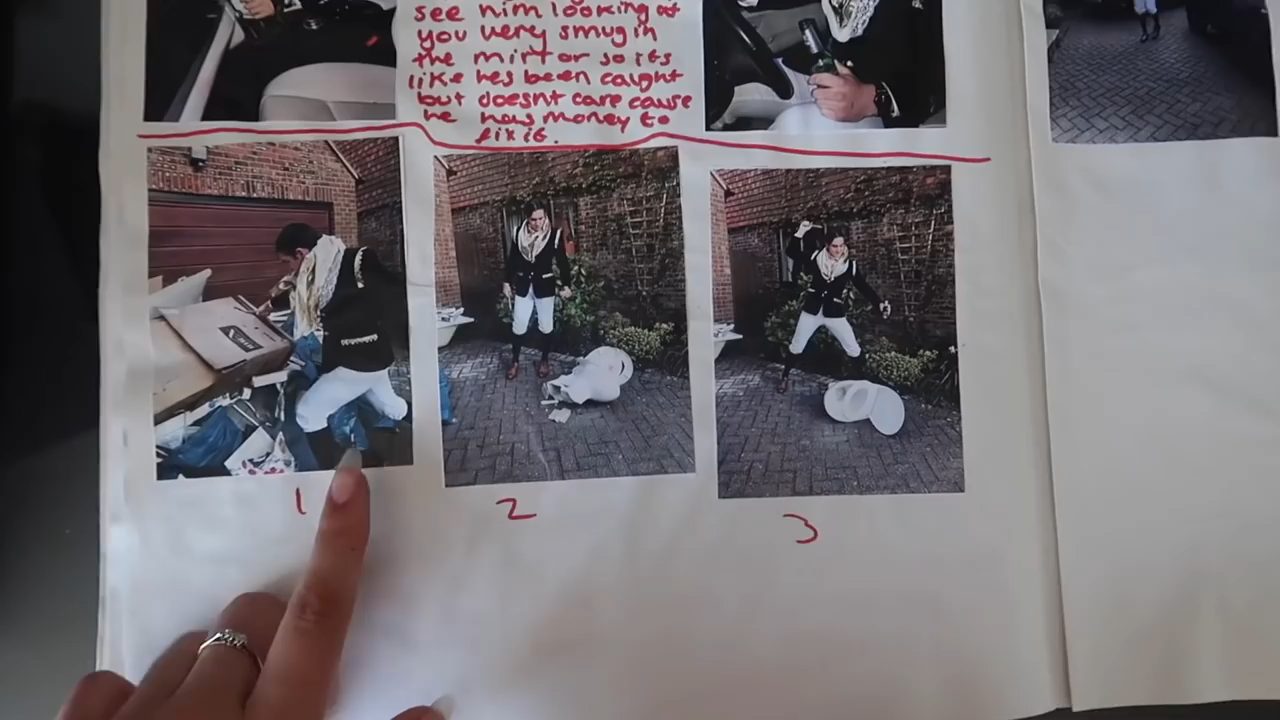 see him looking at
you very smug in
the mirror so its
like hes been caught
but doesnt care cause
he has money to
fix it.
1
2
3